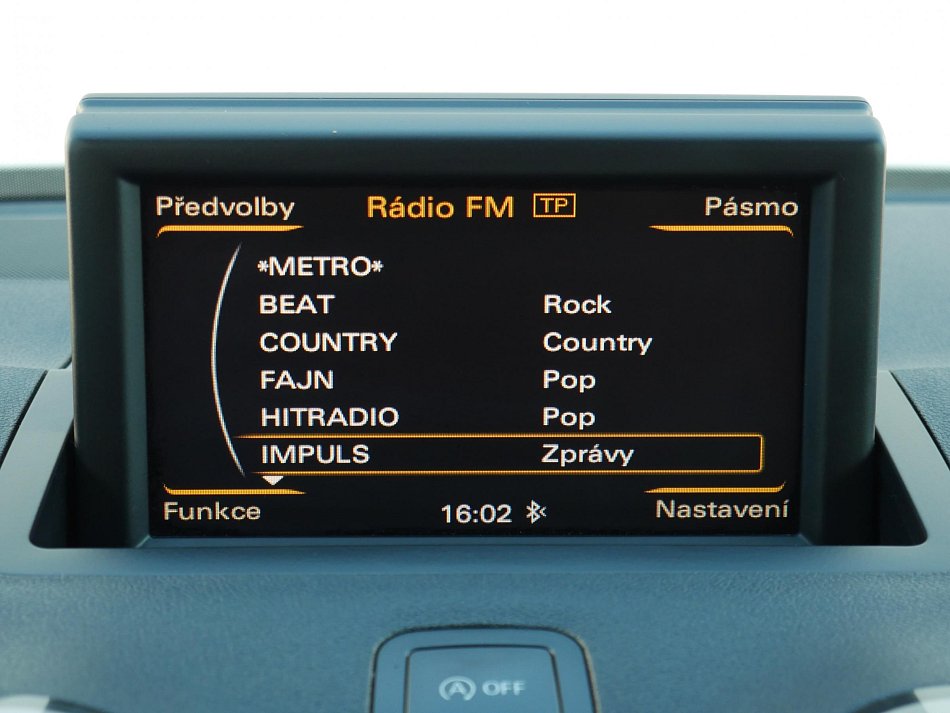 Předvolby Rádio FM TP Pásmo
*METRO*
BEAT Rock
COUNTRY Country
FAJN Pop
HITRADIO Pop
IMPULS Zprávy
Funkce 16:02 Nastavení
A OFF